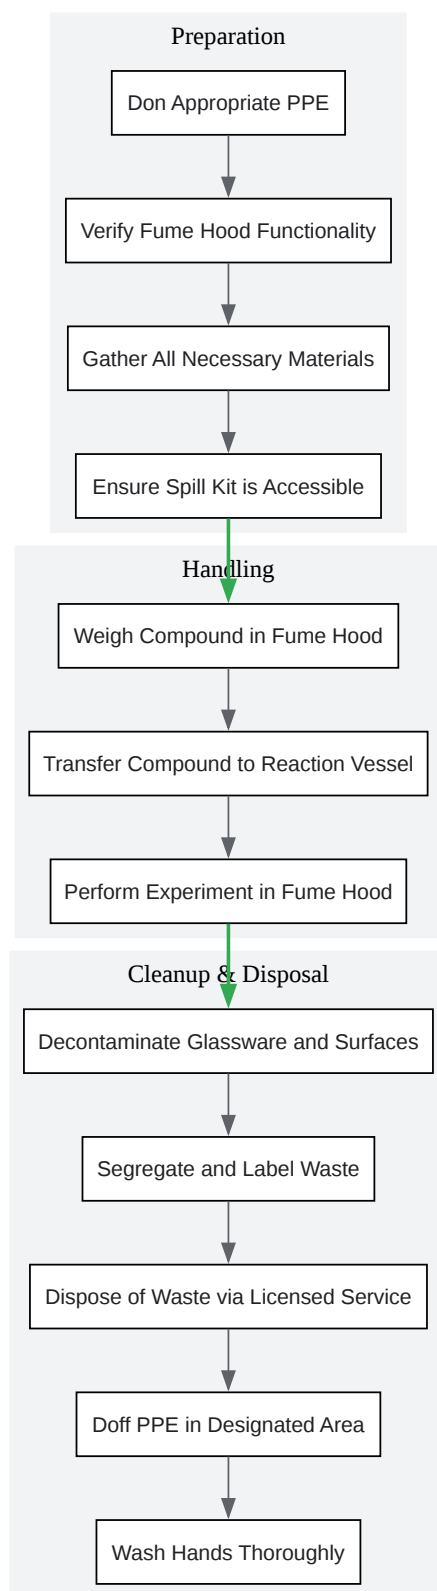 Preparation
Don Appropriate PPE
Verify Fume Hood Functionality
Gather All Necessary Materials
Ensure Spill Kit is Accessible
Handling
Weigh Compound in Fume Hood
Transfer Compound to Reaction Vessel
Perform Experiment in Fume Hood
Cleanup & Disposal
Decontaminate Glassware and Surfaces
Segregate and Label Waste
Dispose of Waste via Licensed Service
Doff PPE in Designated Area
Wash Hands Thoroughly